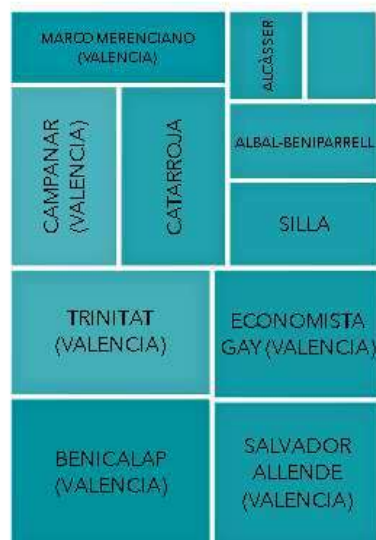 MARCO MERENCIANO
(VALENCIA)
ALCÀSSER
CAMPANAR
(VALENCIA)
CATARROJA
ALBAL-BENIPARRELL
SILLA
TRINITAT
(VALENCIA)
ECONOMISTA
GAY (VALENCIA)
BENICALAP
(VALENCIA)
SALVADOR
ALLENDE
(VALENCIA)